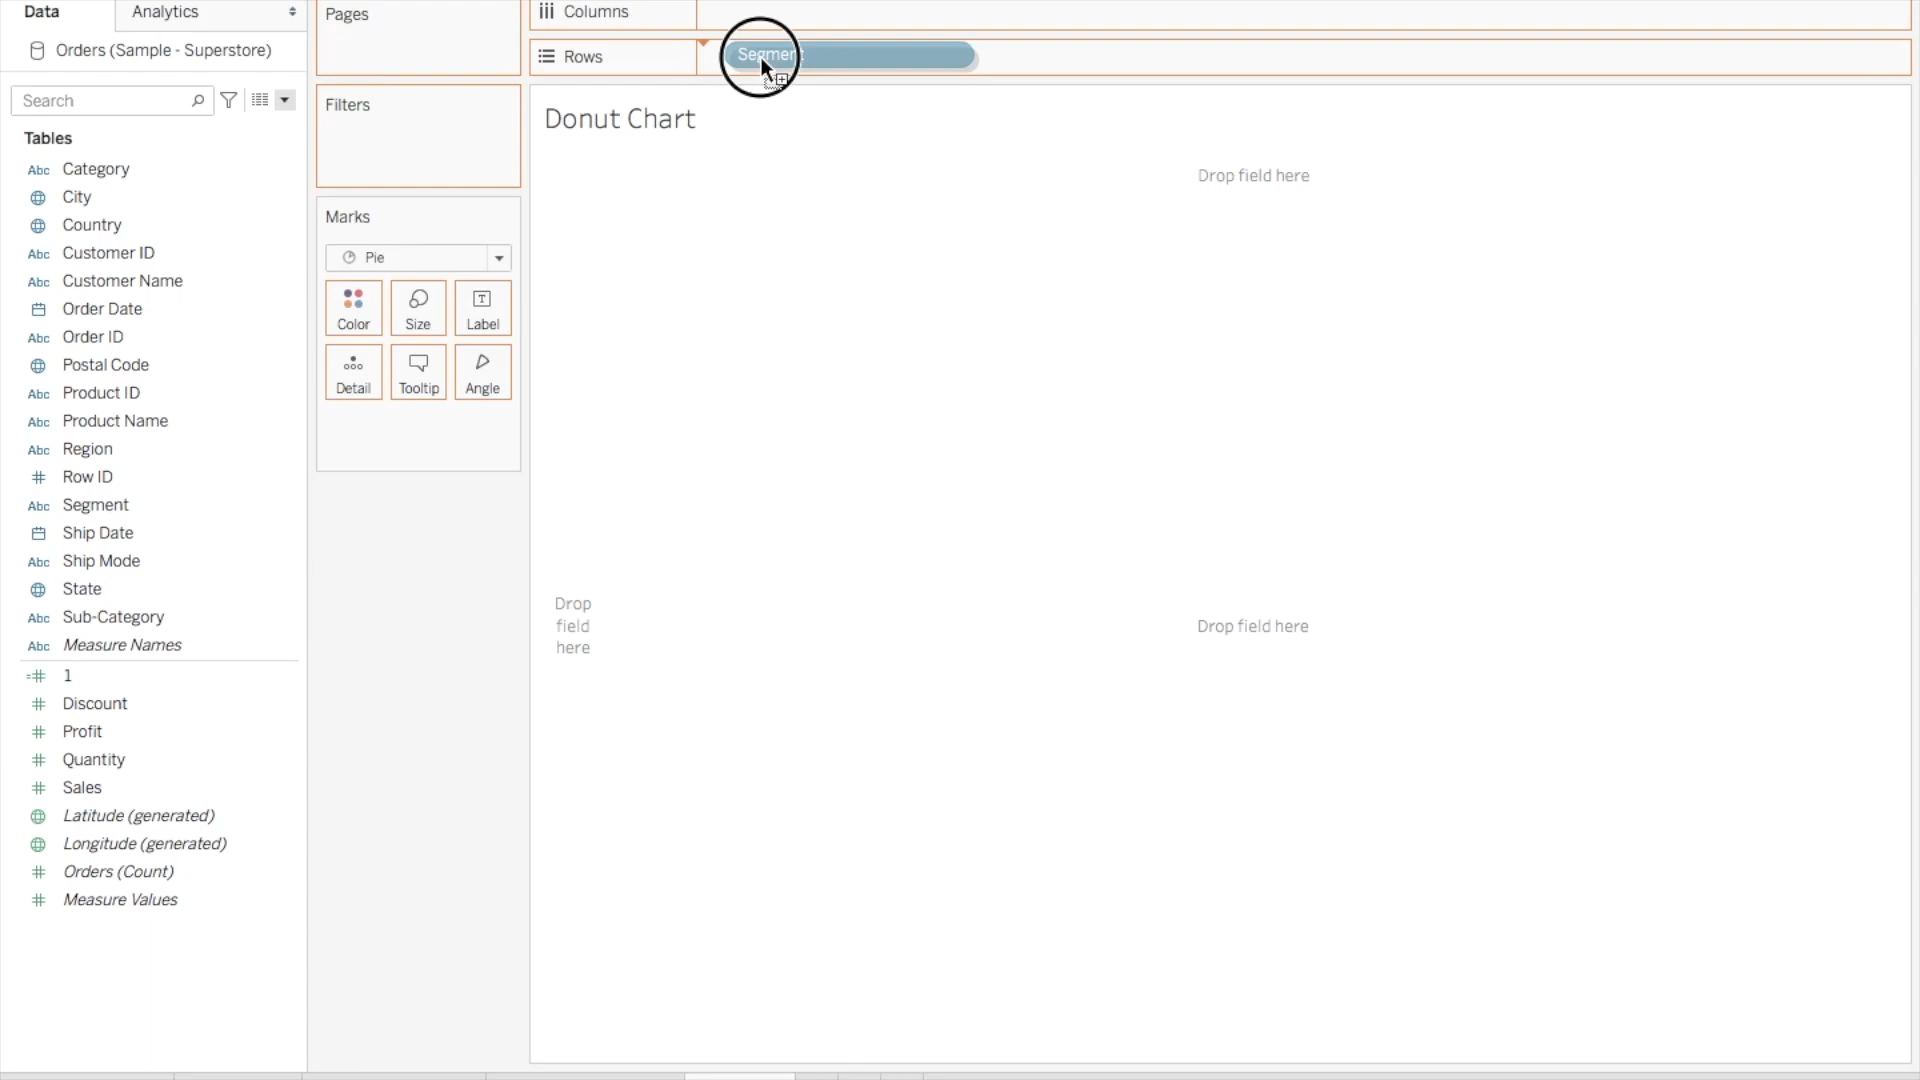 Data
Analytics
Orders (Sample - Superstore)
Search
Tables
Abc Category
City
Country
Abc Customer ID
Abc Customer Name
Order Date
Abc Order ID
Postal Code
Abc Product ID
Abc Product Name
Abc Region
# Row ID
Abc Segment
Ship Date
Abc Ship Mode
State
Abc Sub-Category
Abc Measure Names
=# 1
# Discount
# Profit
# Quantity
# Sales
Latitude (generated)
Longitude (generated)
# Orders (Count)
# Measure Values
Pages
Filters
Marks
Pie
Color Size Label
Detail Tooltip Angle
Columns
Rows
Segment
Donut Chart
Drop field here
Drop
field
here
Drop field here